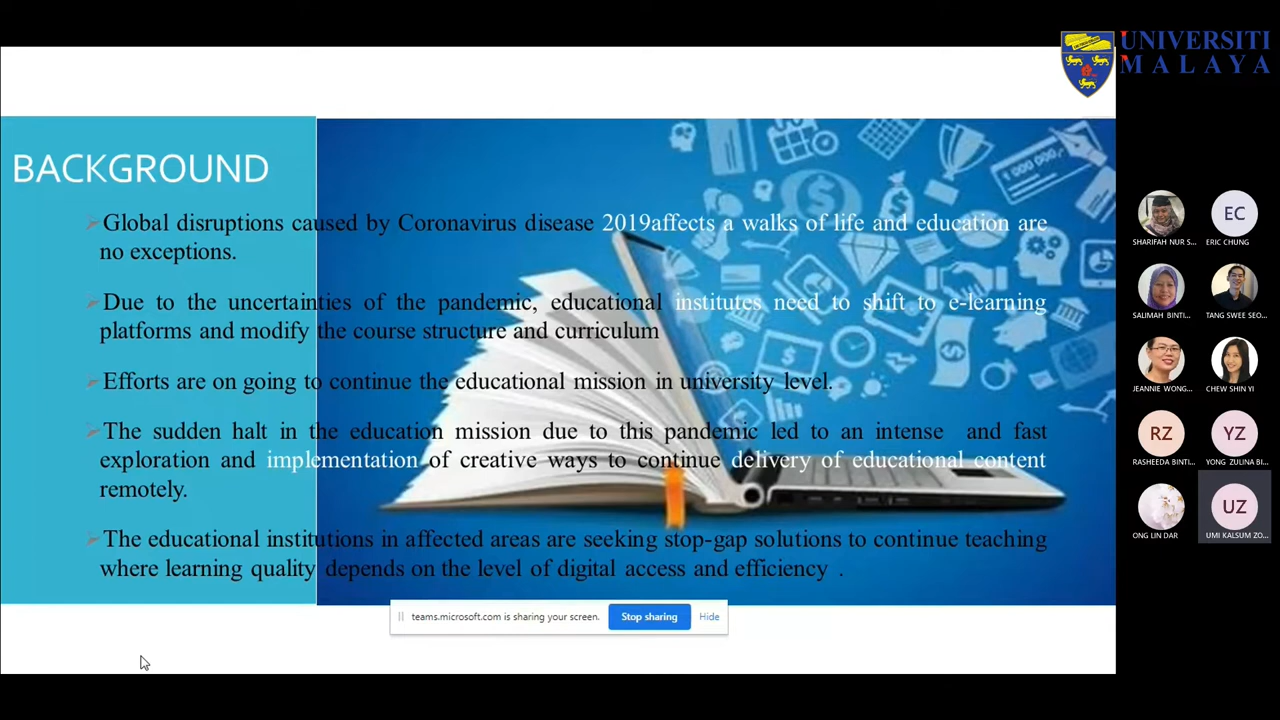 UNIVERSITI
MALAYA
BACKGROUND
Global disruptions caused by Coronavirus disease 2019affects a walks of life and education are
no exceptions.
Due to the uncertainties of the pandemic, educational institutes need to shift to e-learning
platforms and modify the course structure and curriculum
Efforts are on going to continue the educational mission in university level.
The sudden halt in the education mission due to this pandemic led to an intense and fast
exploration and implementation of creative ways to continue delivery of educational content
remotely.
The educational institutions in affected areas are seeking stop-gap solutions to continue teaching
where learning quality depends on the level of digital access and efficiency .
teams.microsoft.com is sharing your screen. Stop sharing Hide
000,000,-
EC
SHARIFAH NUR S... ERIC CHUNG
SALIMAH BINTI... TANG SWEE SEO...
JEANNIE WONG... CHEW SHIN YI
RZ YZ
RASHEEDA BINTI... YONG ZULINA BI...
UZ
ONG LIN DAR UMI KALSUM ZO...